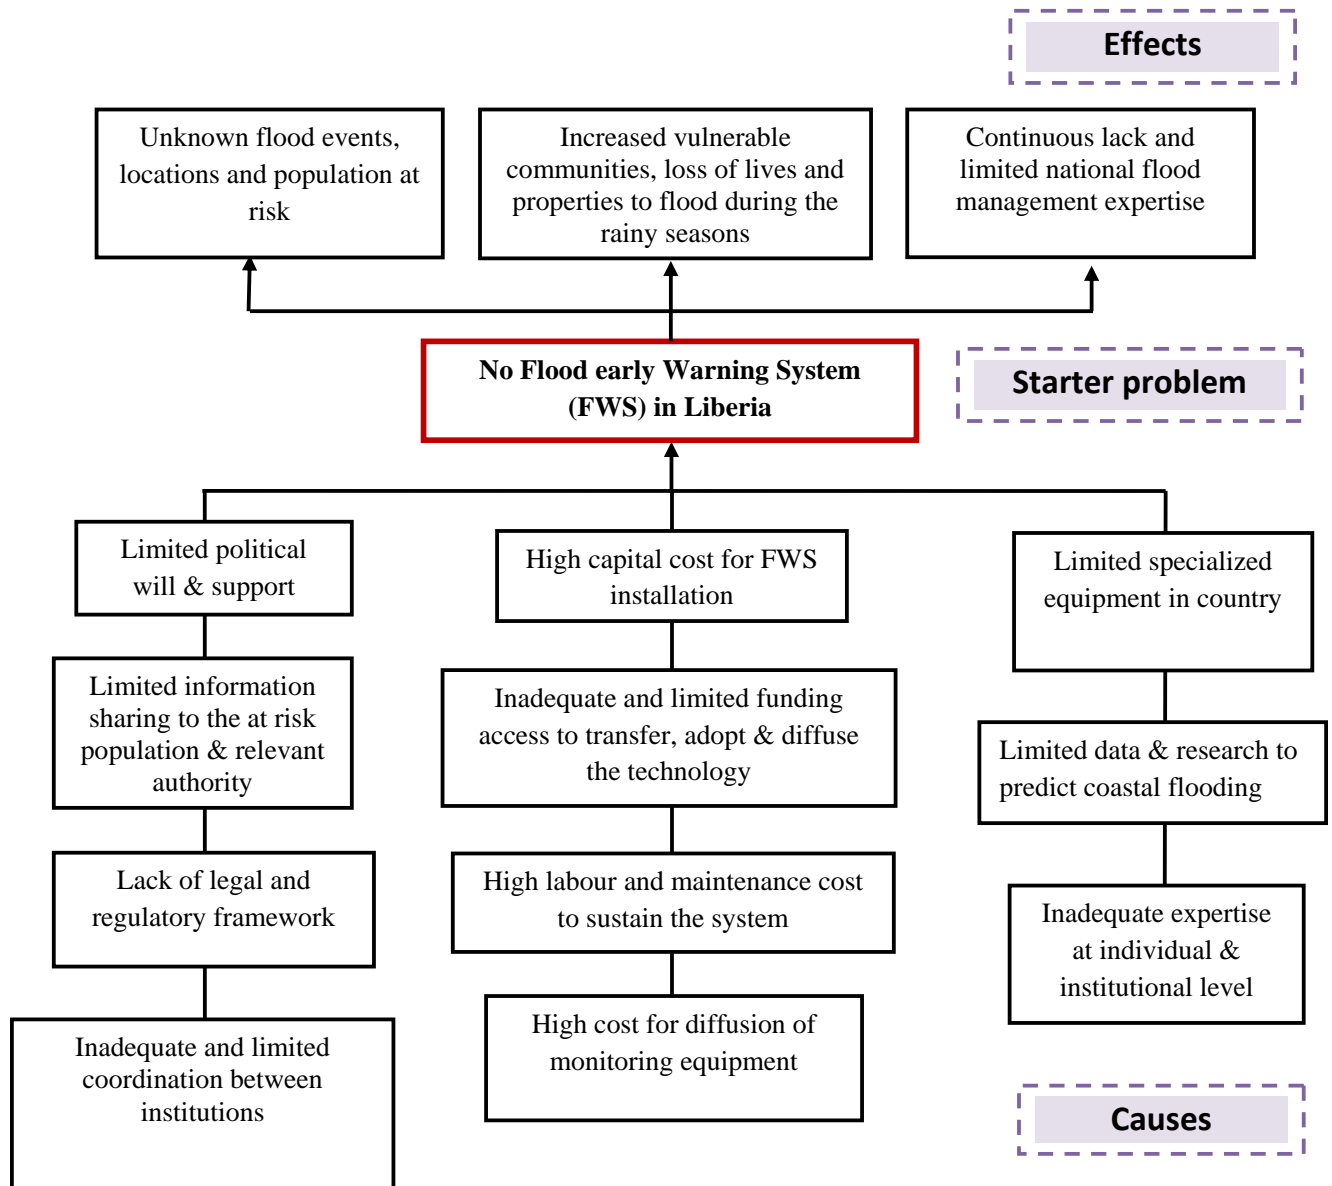 Effects
Unknown flood events,
locations and population at
risk
Increased vulnerable
communities, loss of lives and
properties to flood during the
rainy seasons
Continuous lack and
limited national flood
management expertise
No Flood early Warning System
(FWS) in Liberia
Starter problem
Limited political
will & support
Limited information
sharing to the at risk
population & relevant
authority
Lack of legal and
regulatory framework
Inadequate and limited
coordination between
institutions
High capital cost for FWS
installation
Inadequate and limited funding
access to transfer, adopt & diffuse
the technology
High labour and maintenance cost
to sustain the system
High cost for diffusion of
monitoring equipment
Limited specialized
equipment in country
Limited data & research to
predict coastal flooding
Inadequate expertise
at individual &
institutional level
Causes